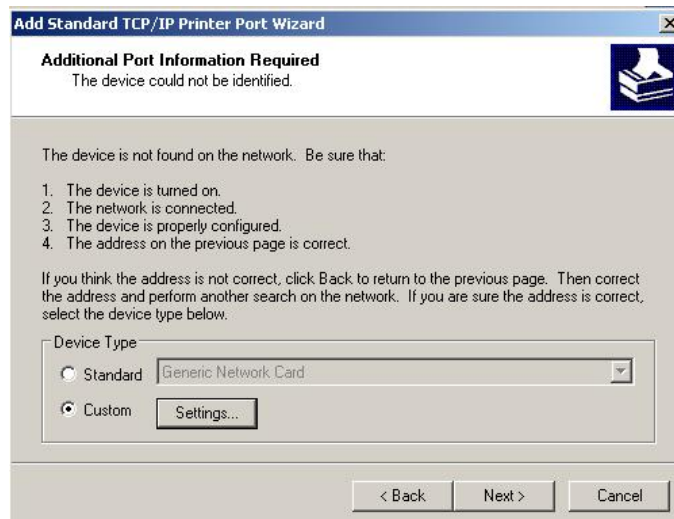 Add Standard TCP/IP Printer Port Wizard
Additional Port Information Required
The device could not be identified.
The device is not found on the network. Be sure that:
1. The device is turned on.
2. The network is connected.
3. The device is properly configured.
4. The address on the previous page is correct.
If you think the address is not correct, click Back to return to the previous page. Then correct
the address and perform another search on the network. If you are sure the address is correct,
select the device type below.
Device Type
Standard Generic Network Card
Custom Settings...
< Back Next > Cancel